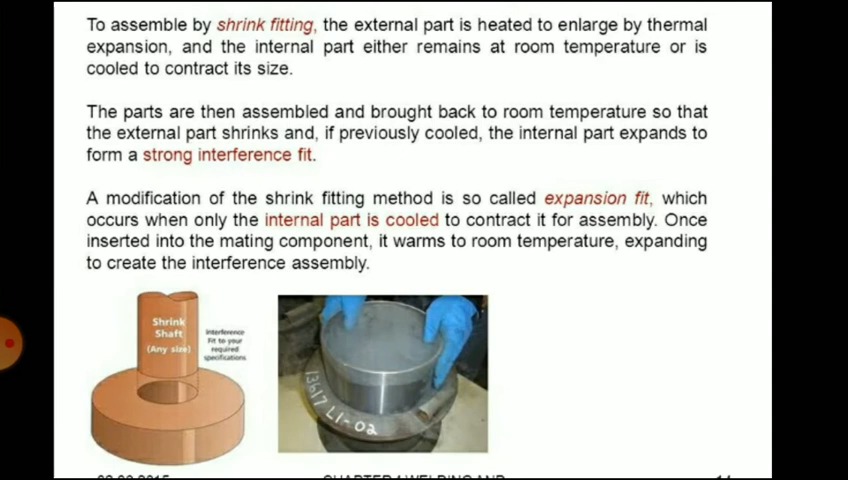 To assemble by shrink fitting, the external part is heated to enlarge by thermal
expansion, and the internal part either remains at room temperature or is
cooled to contract its size.
The parts are then assembled and brought back to room temperature so that
the external part shrinks and, if previously cooled, the internal part expands to
form a strong interference fit.
A modification of the shrink fitting method is so called expansion fit, which
occurs when only the internal part is cooled to contract it for assembly. Once
inserted into the mating component, it warms to room temperature, expanding
to create the interference assembly.
Shrink
Shaft
(Any size)
Interference
Fit to your
required
specifications
13617 L1-02